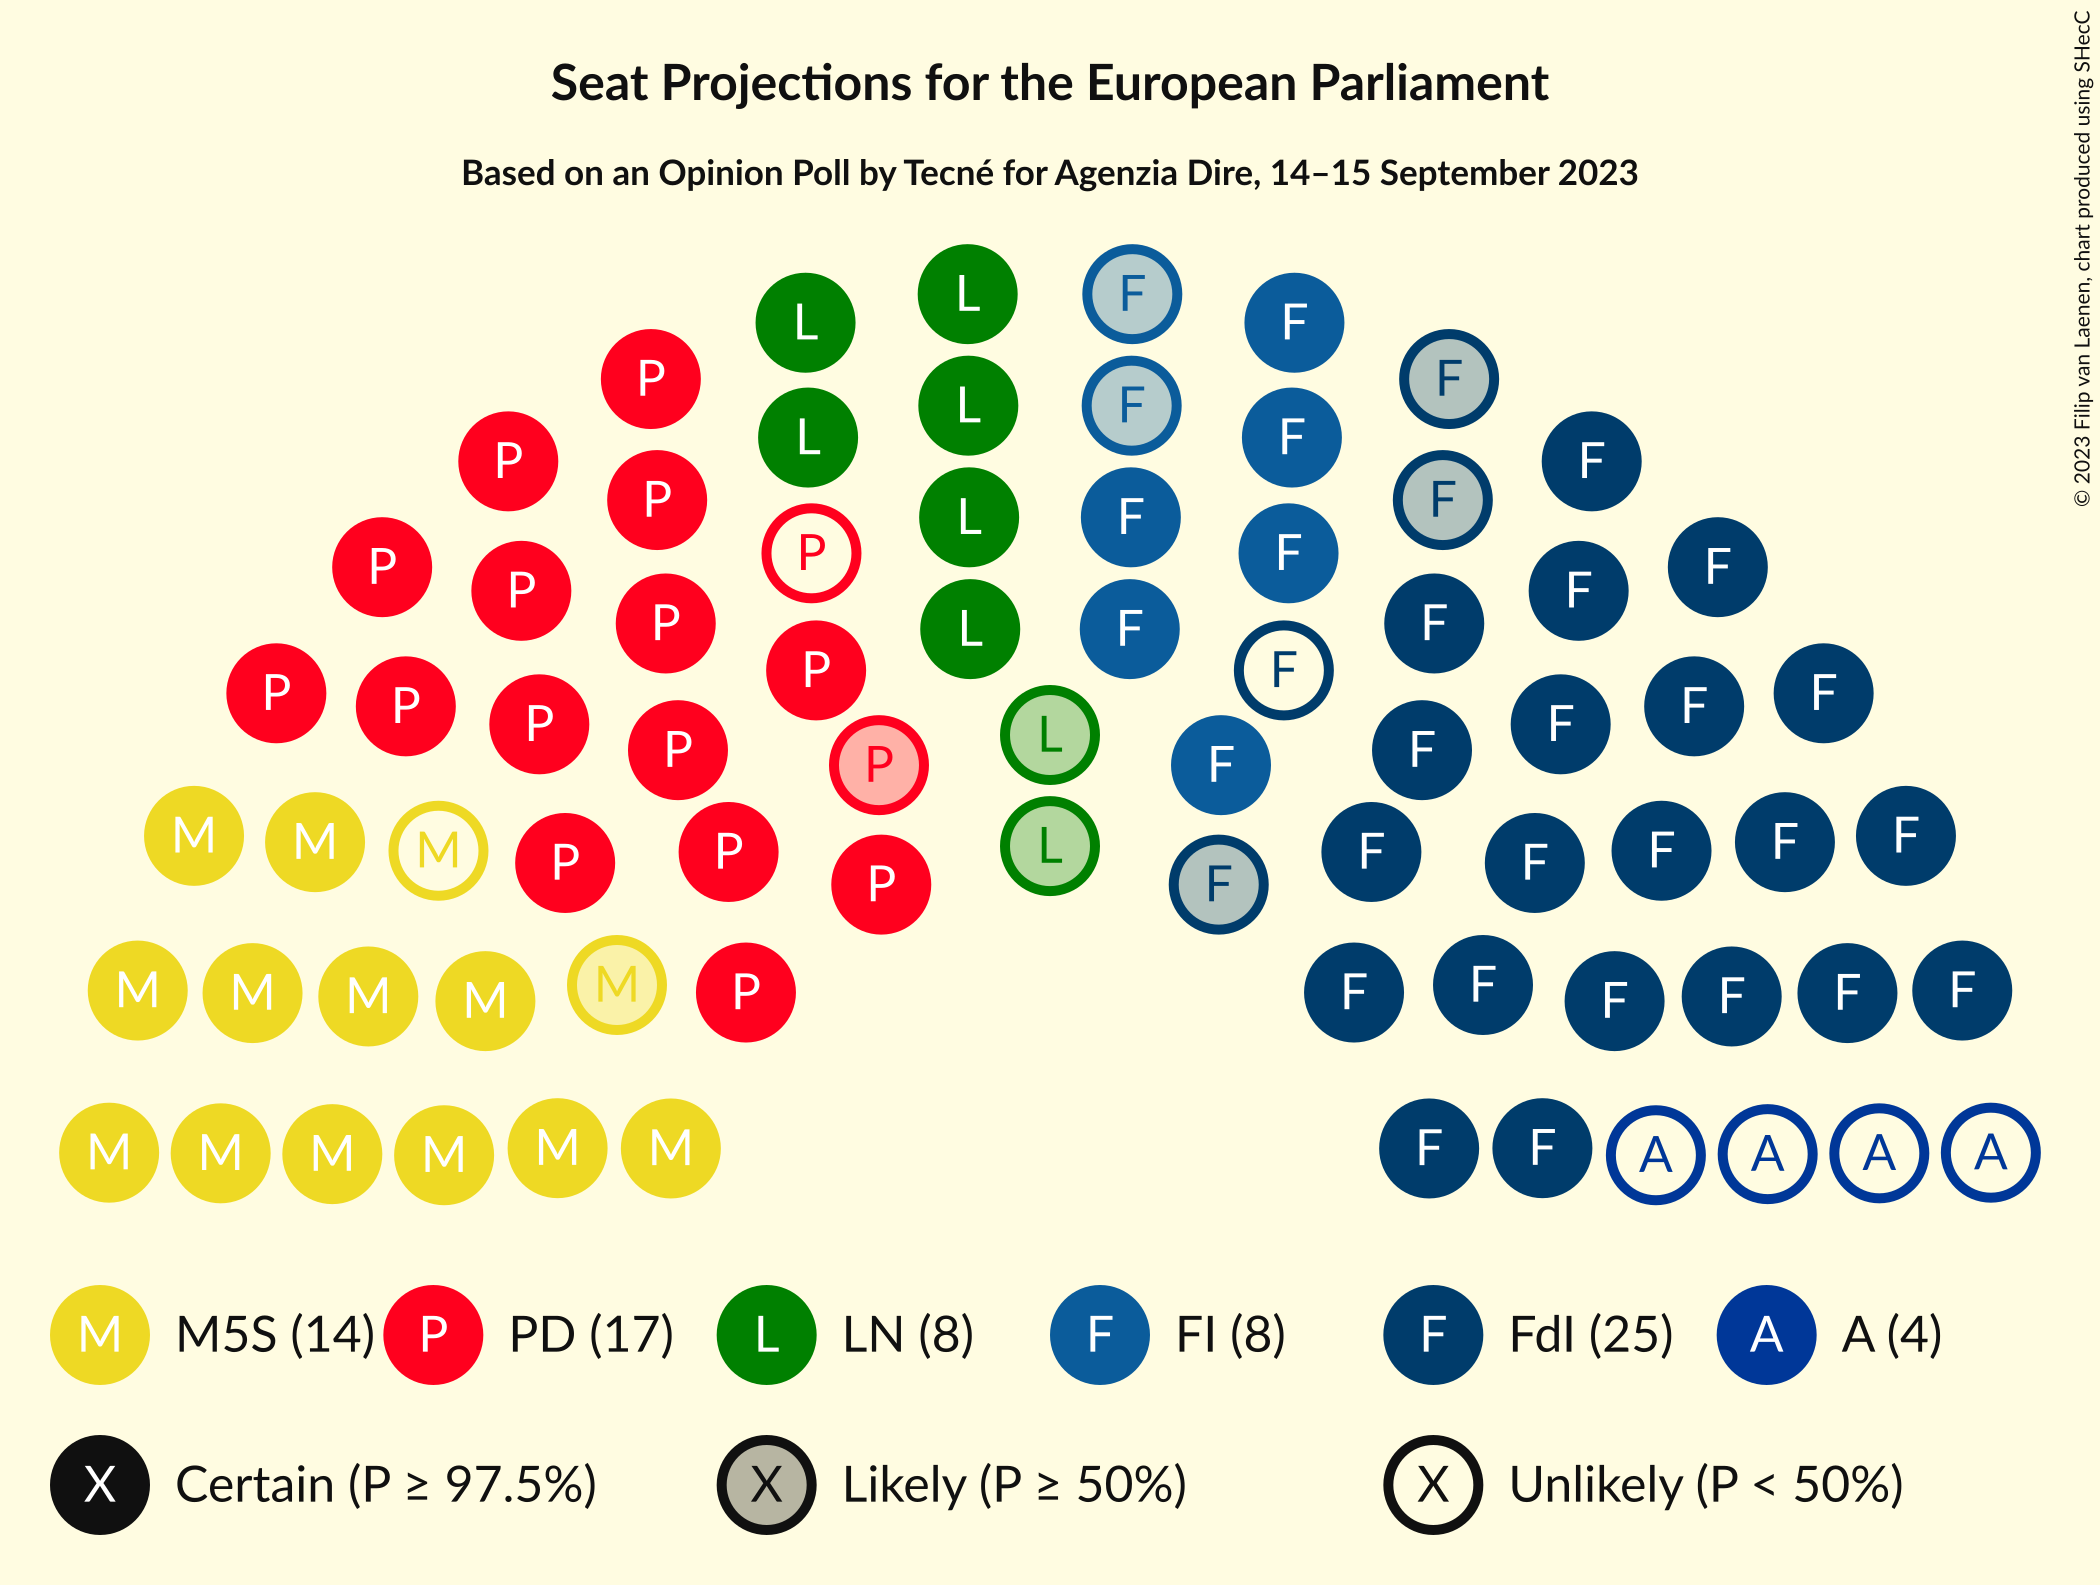 Seat Projections for the European Parliament
Based on an Opinion Poll by Tecné for Agenzia Dire, 14–15 September 2023
© 2023 Filip van Laenen, chart produced using SHecC
L L F F
P L F F
P L L F F
P P L F F F
P P P F F F
P P L F F F
P P P L F F F
P P P P L F F F F F
M M M P P P L F F F F F F
M M M M M P F F F F F F
M M M M M M F F A A A A
M M5S (14) P PD (17) L LN (8) F FI (8) F FdI (25) A A (4)
X Certain (P ≥ 97.5%) X Likely (P ≥ 50%) X Unlikely (P < 50%)